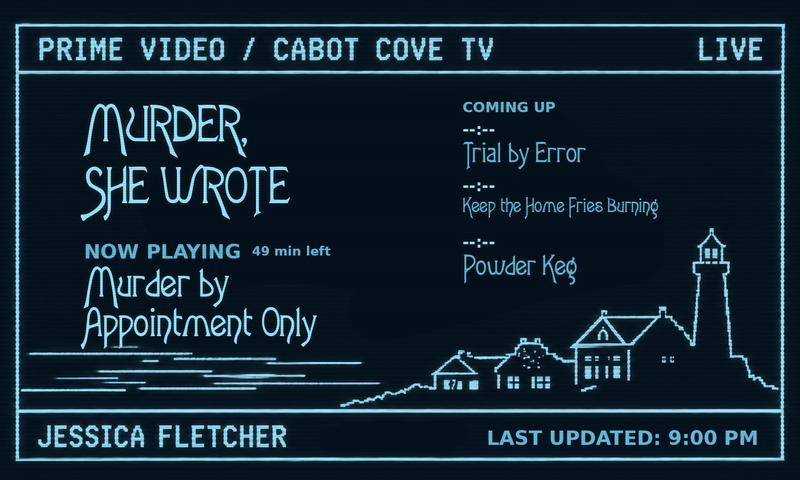 PRIME VIDEO / CABOT COVE TV
LIVE
MURDER,
SHE WROTE
NOW PLAYING 49 min left
Murder by
Appointment Only
COMING UP
--:--
Trial by Error
--:--
Keep the Home Fries Burning
--:--
Powder Keg
JESSICA FLETCHER
LAST UPDATED: 9:00 PM